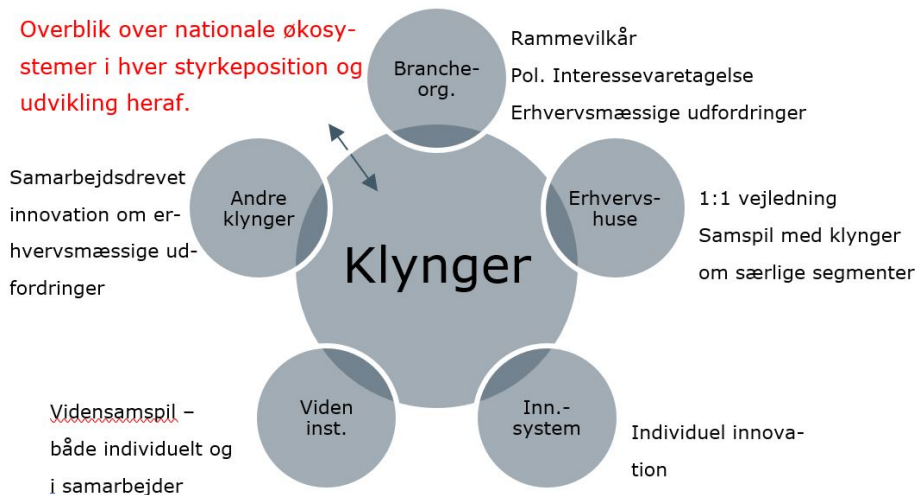 Overblik over nationale økosy-
stemer i hver styrkeposition og
udvikling heraf.
Branche-
org.
Rammevilkår
Pol. Interessevaretagelse
Erhvervsmæssige udfordringer
Samarbejdsdrevet
innovation om er-
hvervsmæssige ud-
fordringer
Andre
klynger
Klynger
Erhvervs-
huse
1:1 vejledning
Samspil med klynger
om særlige segmenter
Vidensamspil –
både individuelt og
i samarbejder
Viden
inst.
Inn.-
system
Individuel innova-
tion